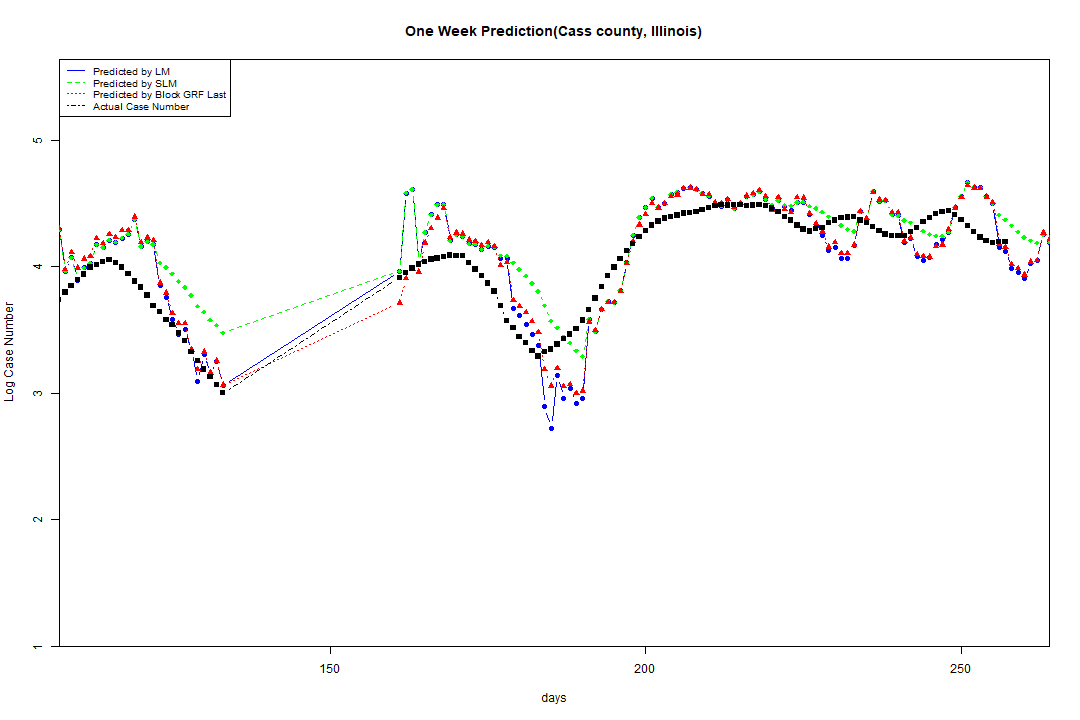 One Week Prediction(Cass county, Illinois)
Predicted by LM
Predicted by SLM
Predicted by Block GRF Last
Actual Case Number
5
4
3
2
1
Log Case Number
150 200 250
days